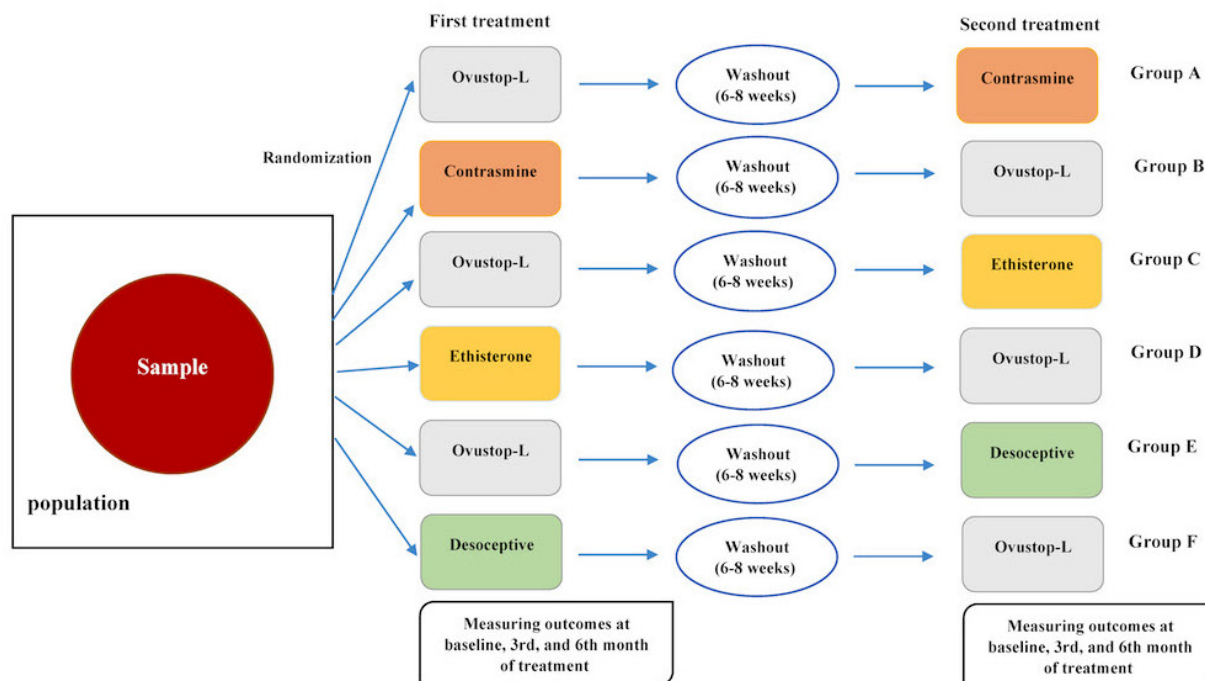 First treatment
Second treatment
Ovustop-L
Washout
(6-8 weeks)
Contrasmine
Group A
Randomization
Contrasmine
Washout
(6-8 weeks)
Ovustop-L
Group B
Ovustop-L
Washout
(6-8 weeks)
Ethisterone
Group C
Sample
population
Ethisterone
Washout
(6-8 weeks)
Ovustop-L
Group D
Ovustop-L
Washout
(6-8 weeks)
Desoceptive
Group E
Desoceptive
Washout
(6-8 weeks)
Ovustop-L
Group F
Measuring outcomes at
baseline, 3rd, and 6th month
of treatment
Measuring outcomes at
baseline, 3rd, and 6th month
of treatment